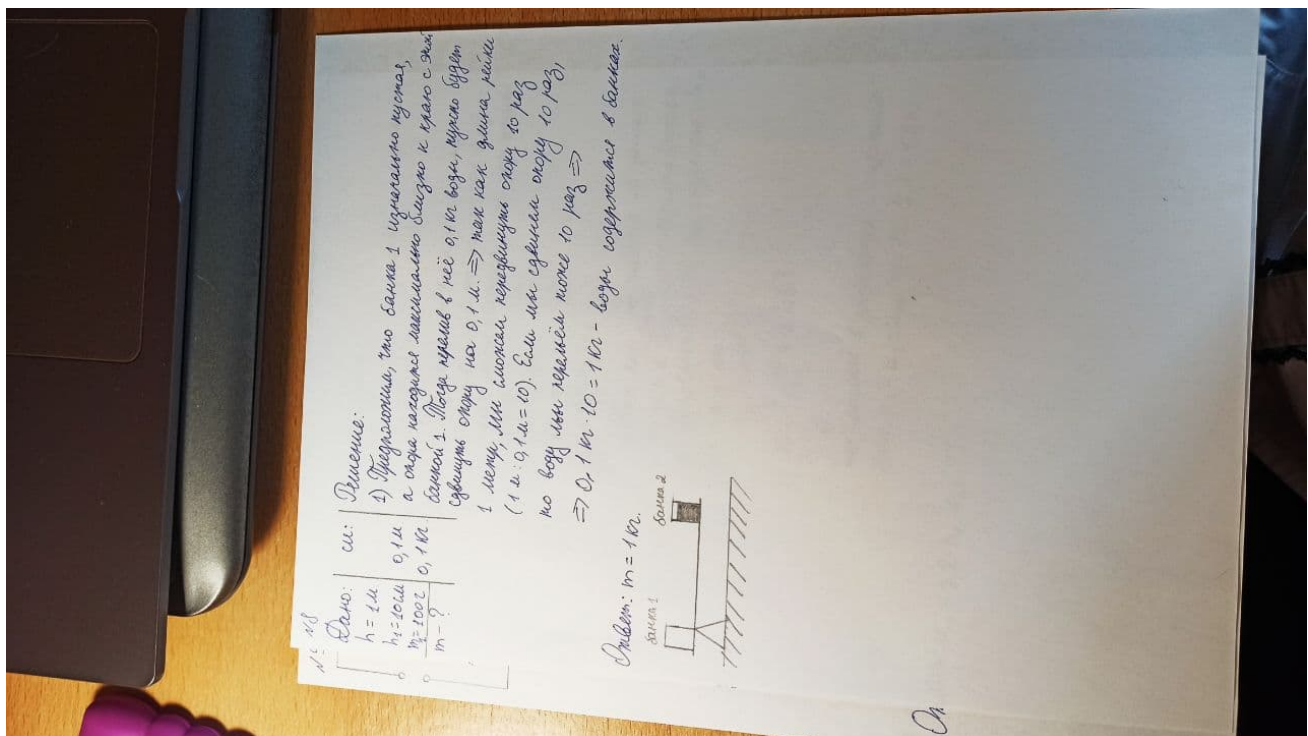 № 18
Дано:
h = 1 м
h₁ = 10 см
m₁ = 100 г
m - ?
си:
0,1 м
0,1 кг.
Решение:
1) Предположим, что банка 1 изначально пустая,
а опора находится максимально близко к краю с этой
банкой 1. Тогда перелив в неё 0,1 кг воды, нужно будет
сдвинуть опору на 0,1 м. ⇒ так как длина рейки
1 метр, мы сможем передвинуть опору 10 раз
(1 м : 0,1 м = 10). Если мы сдвинем опору 10 раз,
то воду мы перельём тоже 10 раз ⇒
⇒ 0,1 кг · 10 = 1 кг - воды содержится в банках.
Ответ: m = 1 кг.
банка 1
банка 2